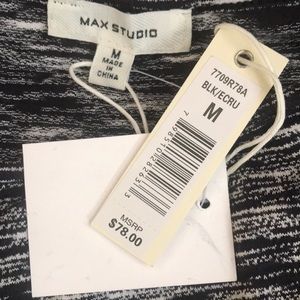 MAX STUDIO
M
MADE IN
CHINA
7709R78A
BLK/ECRU
M
MSRP
$78.00